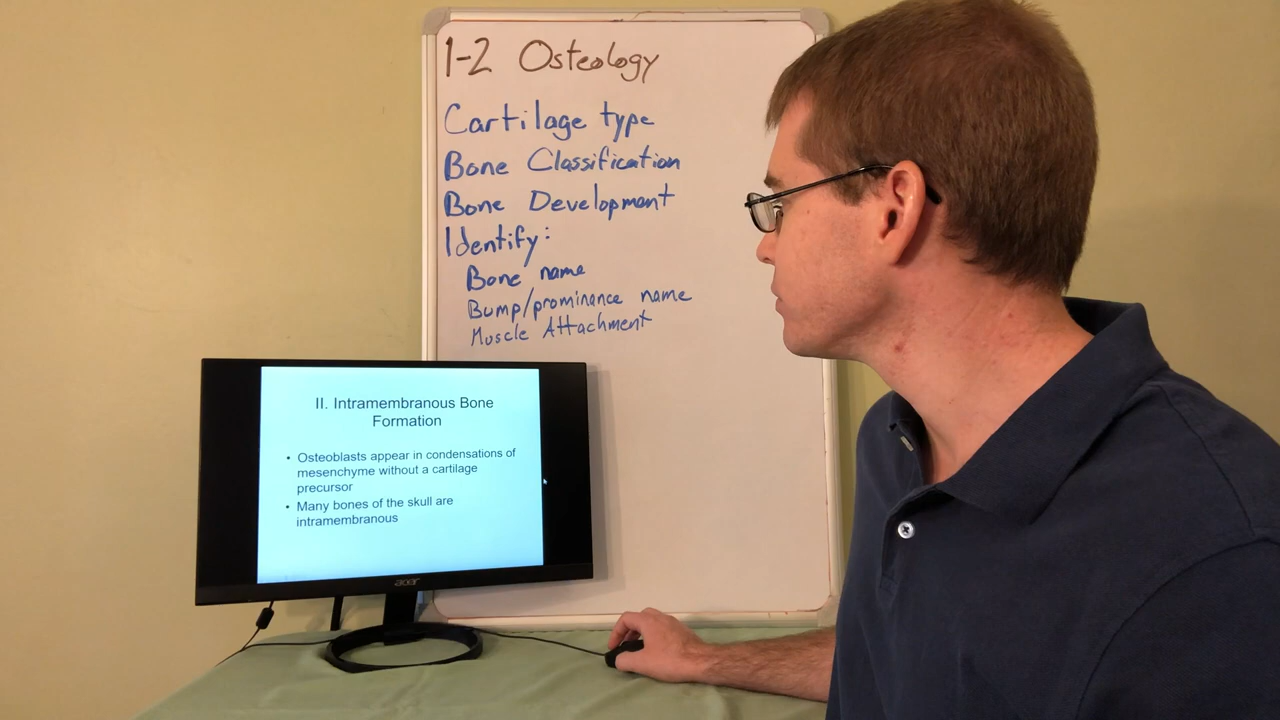 1-2 Osteology
Cartilage type
Bone Classification
Bone Development
Identify:
Bone name
Bump/prominance name
Muscle Attachment
II. Intramembranous Bone
Formation
• Osteoblasts appear in condensations of
mesenchyme without a cartilage
precursor
• Many bones of the skull are
intramembranous
acer